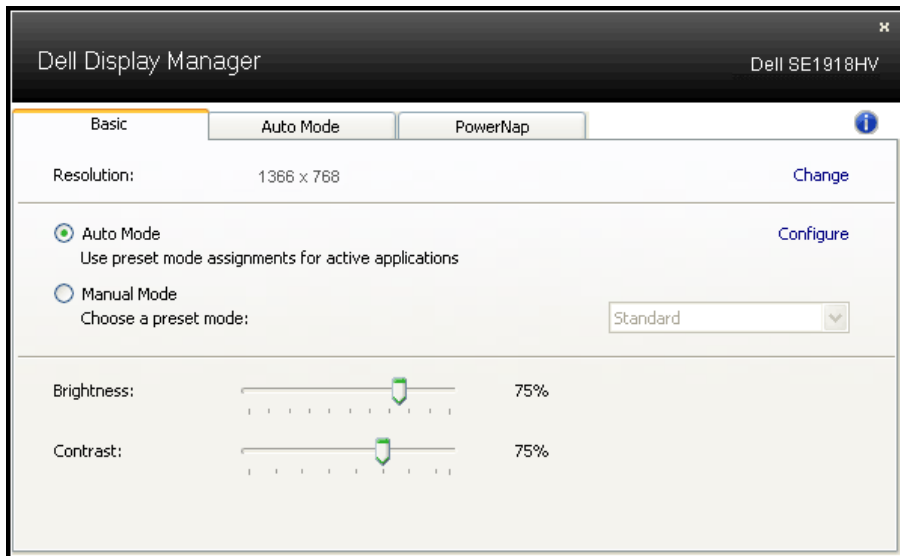 Dell Display Manager
Dell SE1918HV
Basic
Auto Mode
PowerNap
Resolution:
1366 x 768
Change
Auto Mode
Configure
Use preset mode assignments for active applications
Manual Mode
Choose a preset mode:
Standard
Brightness:
75%
Contrast:
75%